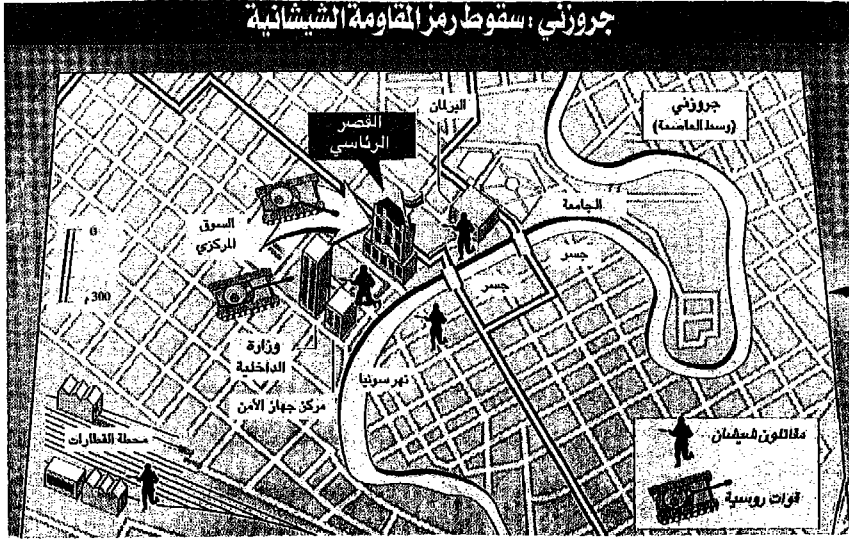 جروزني : سقوط رمز المقاومة الشيشانية
جروزني
(وسط العاصمة)
البرلمان
القصر
الرئاسي
الجامعة
السوق
المركزي
0
300
جسر
جسر
وزارة
الداخلية
نهر سونيا
مركز جهاز الأمن
محطة القطارات
مقاتلون شيشان
قوات روسية